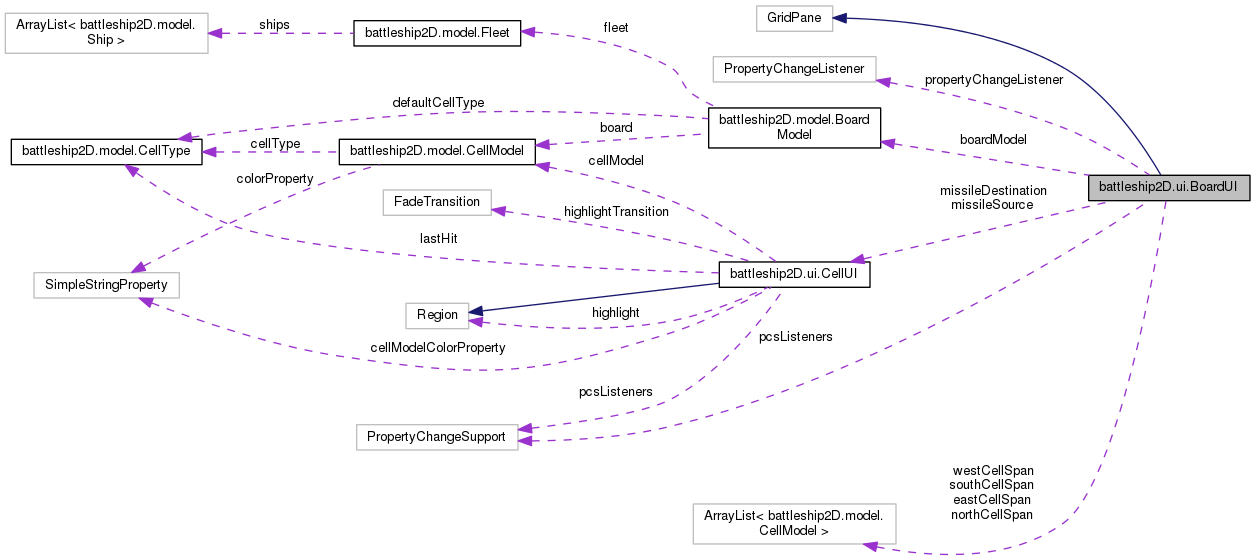 ArrayList< battleship2D.model.
Ship >
ships
battleship2D.model.Fleet
fleet
GridPane
PropertyChangeListener
propertyChangeListener
defaultCellType
battleship2D.model.Board
Model
board
boardModel
battleship2D.model.CellType
cellType
battleship2D.model.CellModel
cellModel
colorProperty
battleship2D.ui.BoardUI
missileDestination
missileSource
FadeTransition
highlightTransition
lastHit
battleship2D.ui.CellUI
SimpleStringProperty
Region
highlight
cellModelColorProperty
pcsListeners
pcsListeners
PropertyChangeSupport
westCellSpan
southCellSpan
eastCellSpan
northCellSpan
ArrayList< battleship2D.model.
CellModel >